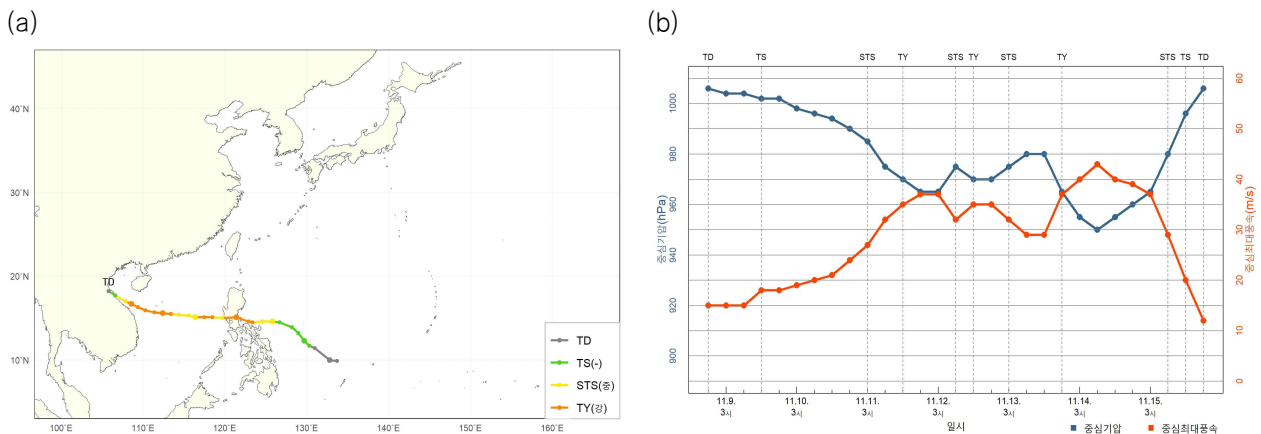 (a)
(b)
TD TS STS TY STS TY STS TY STS TS TD
40°N
30°N
20°N
10°N
100°E 110°E 120°E 130°E 140°E 150°E 160°E
TD
TD
TS(-)
STS(중)
TY(강)
중심기압(hPa)
1000
980
960
940
920
900
중심최대풍속(m/s)
60
50
40
30
20
10
0
11.9. 11.10. 11.11. 11.12. 11.13. 11.14. 11.15.
3시 3시 3시 3시 3시 3시 3시
일시
중심기압 중심최대풍속